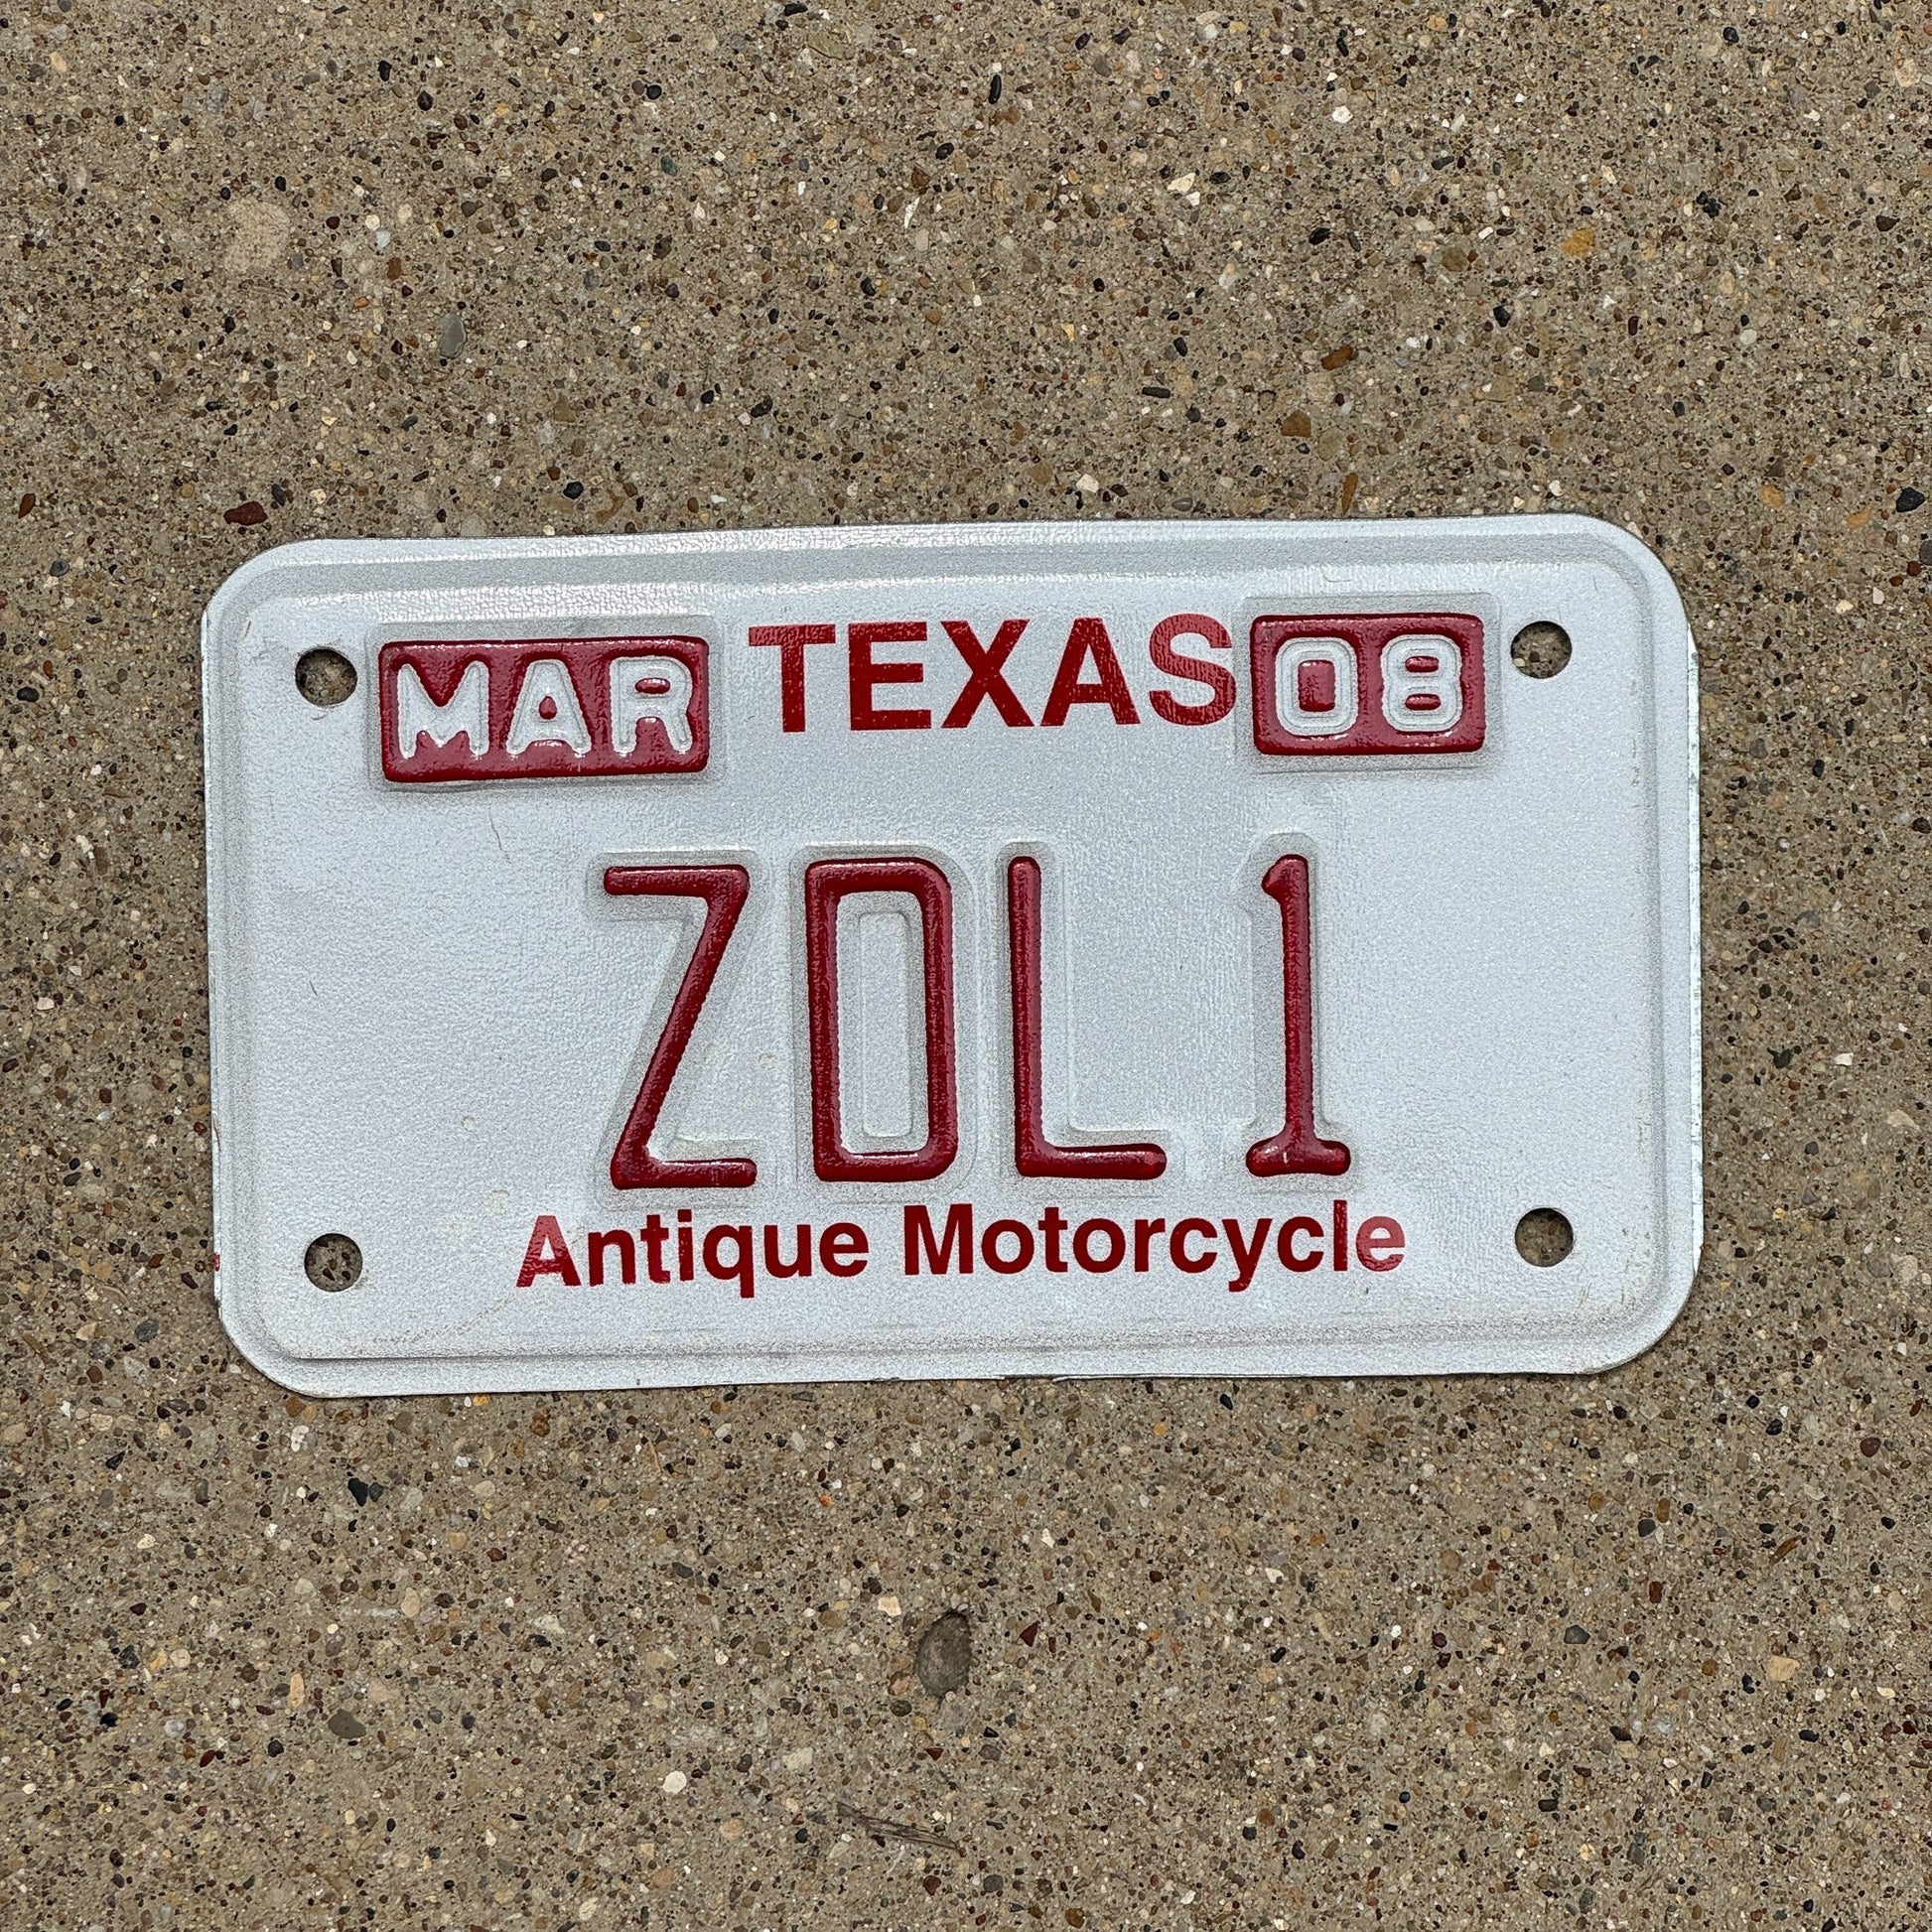 MAR TEXAS 08
ZDL 1
Antique Motorcycle